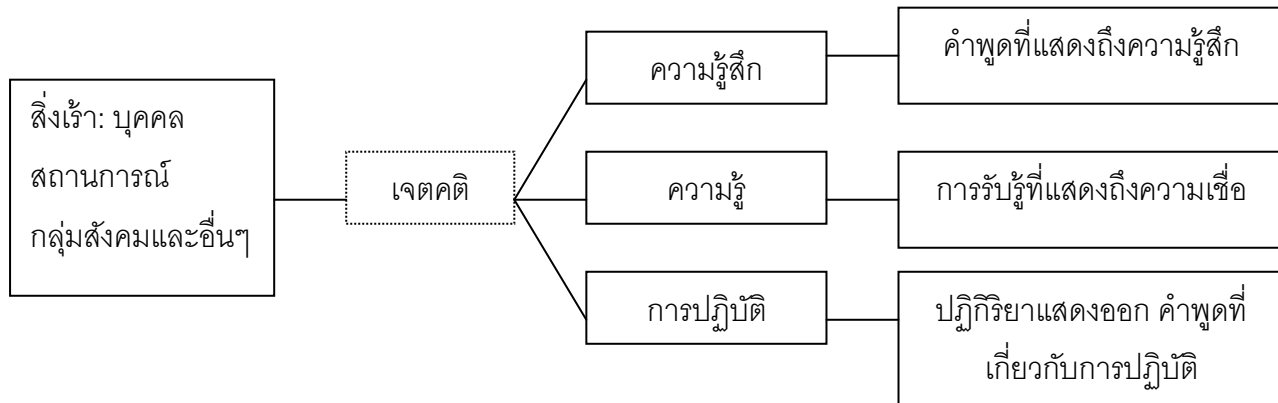 สิ่งเร้า: บุคคล
สถานการณ์
กลุ่มสังคมและอื่นๆ
เจตคติ
ความรู้สึก
คำพูดที่แสดงถึงความรู้สึก
ความรู้
การรับรู้ที่แสดงถึงความเชื่อ
การปฏิบัติ
ปฏิกิริยาแสดงออก คำพูดที่
เกี่ยวกับการปฏิบัติ